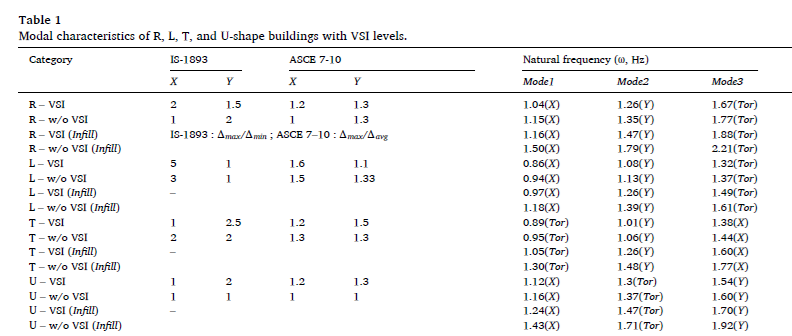 Table 1
Modal characteristics of R, L, T, and U-shape buildings with VSI levels.
Category IS-1893 ASCE 7-10 Natural frequency (ω, Hz)
X Y X Y Mode1 Mode2 Mode3
R – VSI 2 1.5 1.2 1.3 1.04(X) 1.26(Y) 1.67(Tor)
R – w/o VSI 1 2 1 1.3 1.15(X) 1.35(Y) 1.77(Tor)
R – VSI (Infill) IS-1893 : Δmax/Δmin ; ASCE 7–10 : Δmax/Δavg 1.16(X) 1.47(Y) 1.88(Tor)
R – w/o VSI (Infill) 1.50(X) 1.79(Y) 2.21(Tor)
L – VSI 5 1 1.6 1.1 0.86(X) 1.08(Y) 1.32(Tor)
L – w/o VSI 3 1 1.5 1.33 0.94(X) 1.13(Y) 1.37(Tor)
L – VSI (Infill) – 0.97(X) 1.26(Y) 1.49(Tor)
L – w/o VSI (Infill) 1.18(X) 1.39(Y) 1.61(Tor)
T – VSI 1 2.5 1.2 1.5 0.89(Tor) 1.01(Y) 1.38(X)
T – w/o VSI 2 2 1.3 1.3 0.95(Tor) 1.06(Y) 1.44(X)
T – VSI (Infill) – 1.05(Tor) 1.26(Y) 1.60(X)
T – w/o VSI (Infill) 1.30(Tor) 1.48(Y) 1.77(X)
U – VSI 1 2 1.2 1.3 1.12(X) 1.3(Tor) 1.54(Y)
U – w/o VSI 1 1 1 1 1.16(X) 1.37(Tor) 1.60(Y)
U – VSI (Infill) – 1.24(X) 1.47(Tor) 1.70(Y)
U – w/o VSI (Infill) 1.43(X) 1.71(Tor) 1.92(Y)